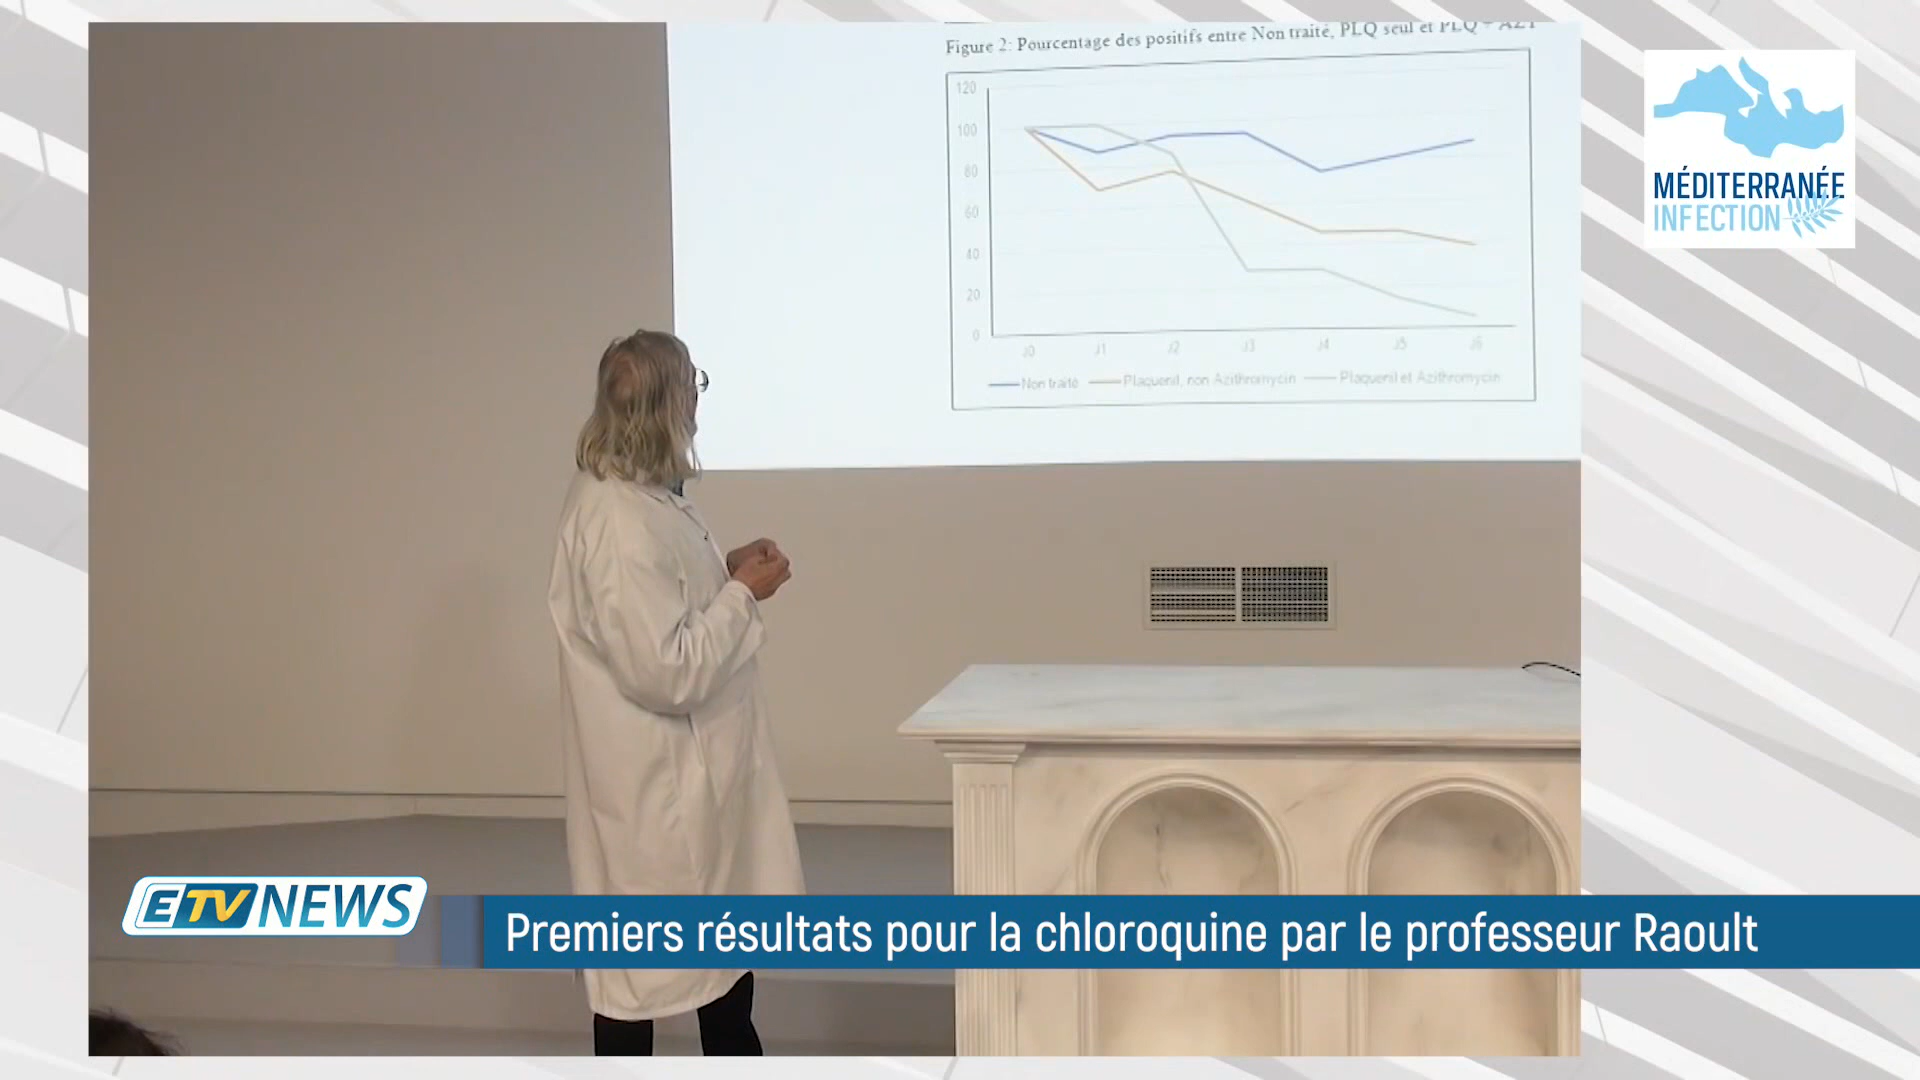 Figure 2: Pourcentage des positifs entre Non traité, PLQ seul et PLQ + AZI
120
100
80
60
40
20
0
J0 J1 J2 J3 J4 J5 J6
Non traité Plaquenil, non Azithromycin Plaquenil et Azithromycin
MÉDITERRANÉE
INFECTION
ETV NEWS
Premiers résultats pour la chloroquine par le professeur Raoult